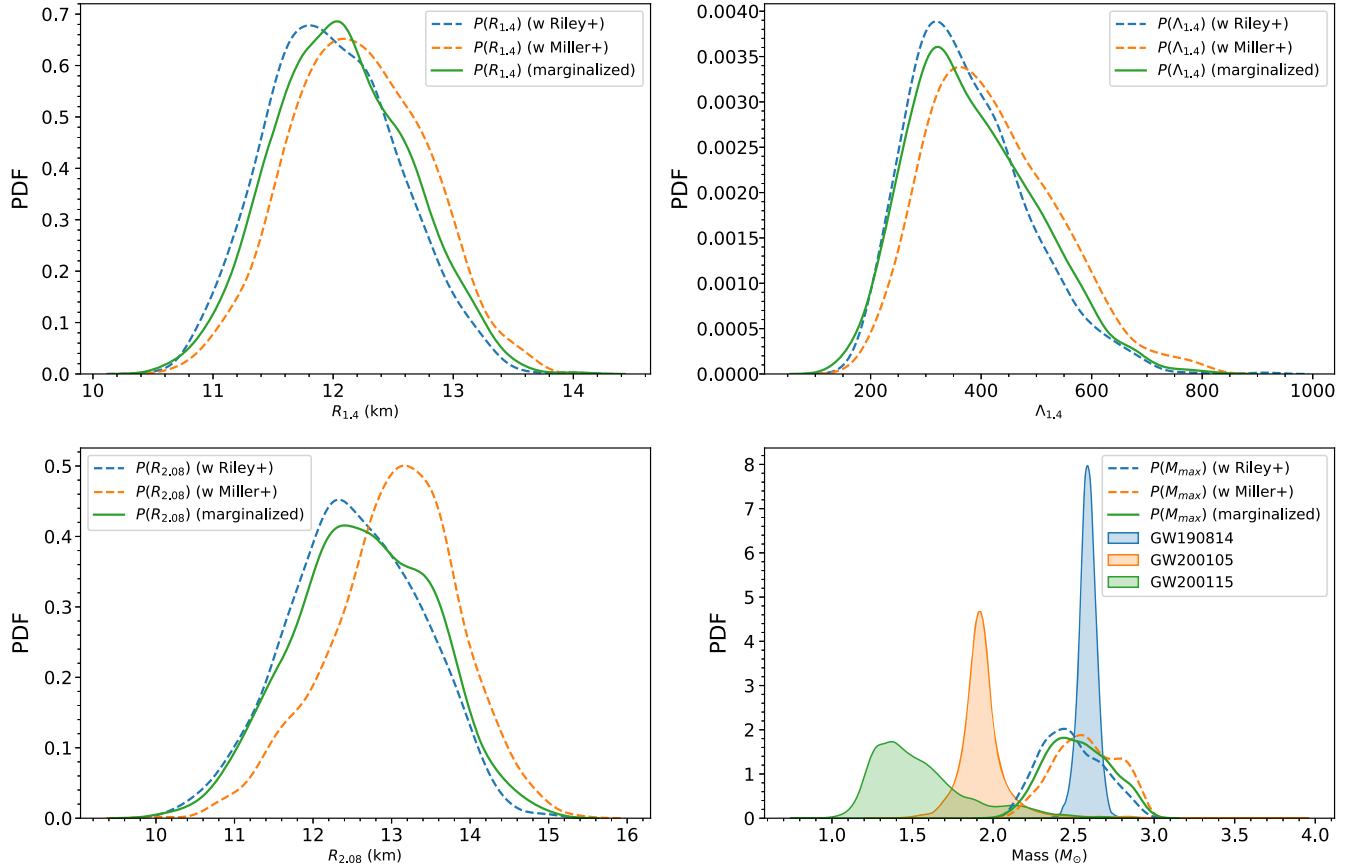 0.7
0.6
0.5
0.4
0.3
0.2
0.1
0.0
PDF
10
11
12
13
14
R1.4 (km)
P(R1.4) (w Riley+)
P(R1.4) (w Miller+)
P(R1.4) (marginalized)
0.0040
0.0035
0.0030
0.0025
0.0020
0.0015
0.0010
0.0005
0.0000
PDF
200
400
600
800
1000
Λ1.4
P(Λ1.4) (w Riley+)
P(Λ1.4) (w Miller+)
P(Λ1.4) (marginalized)
0.5
0.4
0.3
0.2
0.1
0.0
PDF
10
11
12
13
14
15
16
R2.08 (km)
P(R2.08) (w Riley+)
P(R2.08) (w Miller+)
P(R2.08) (marginalized)
8
7
6
5
4
3
2
1
0
PDF
1.0
1.5
2.0
2.5
3.0
3.5
4.0
Mass (M⊙)
P(Mmax) (w Riley+)
P(Mmax) (w Miller+)
P(Mmax) (marginalized)
GW190814
GW200105
GW200115